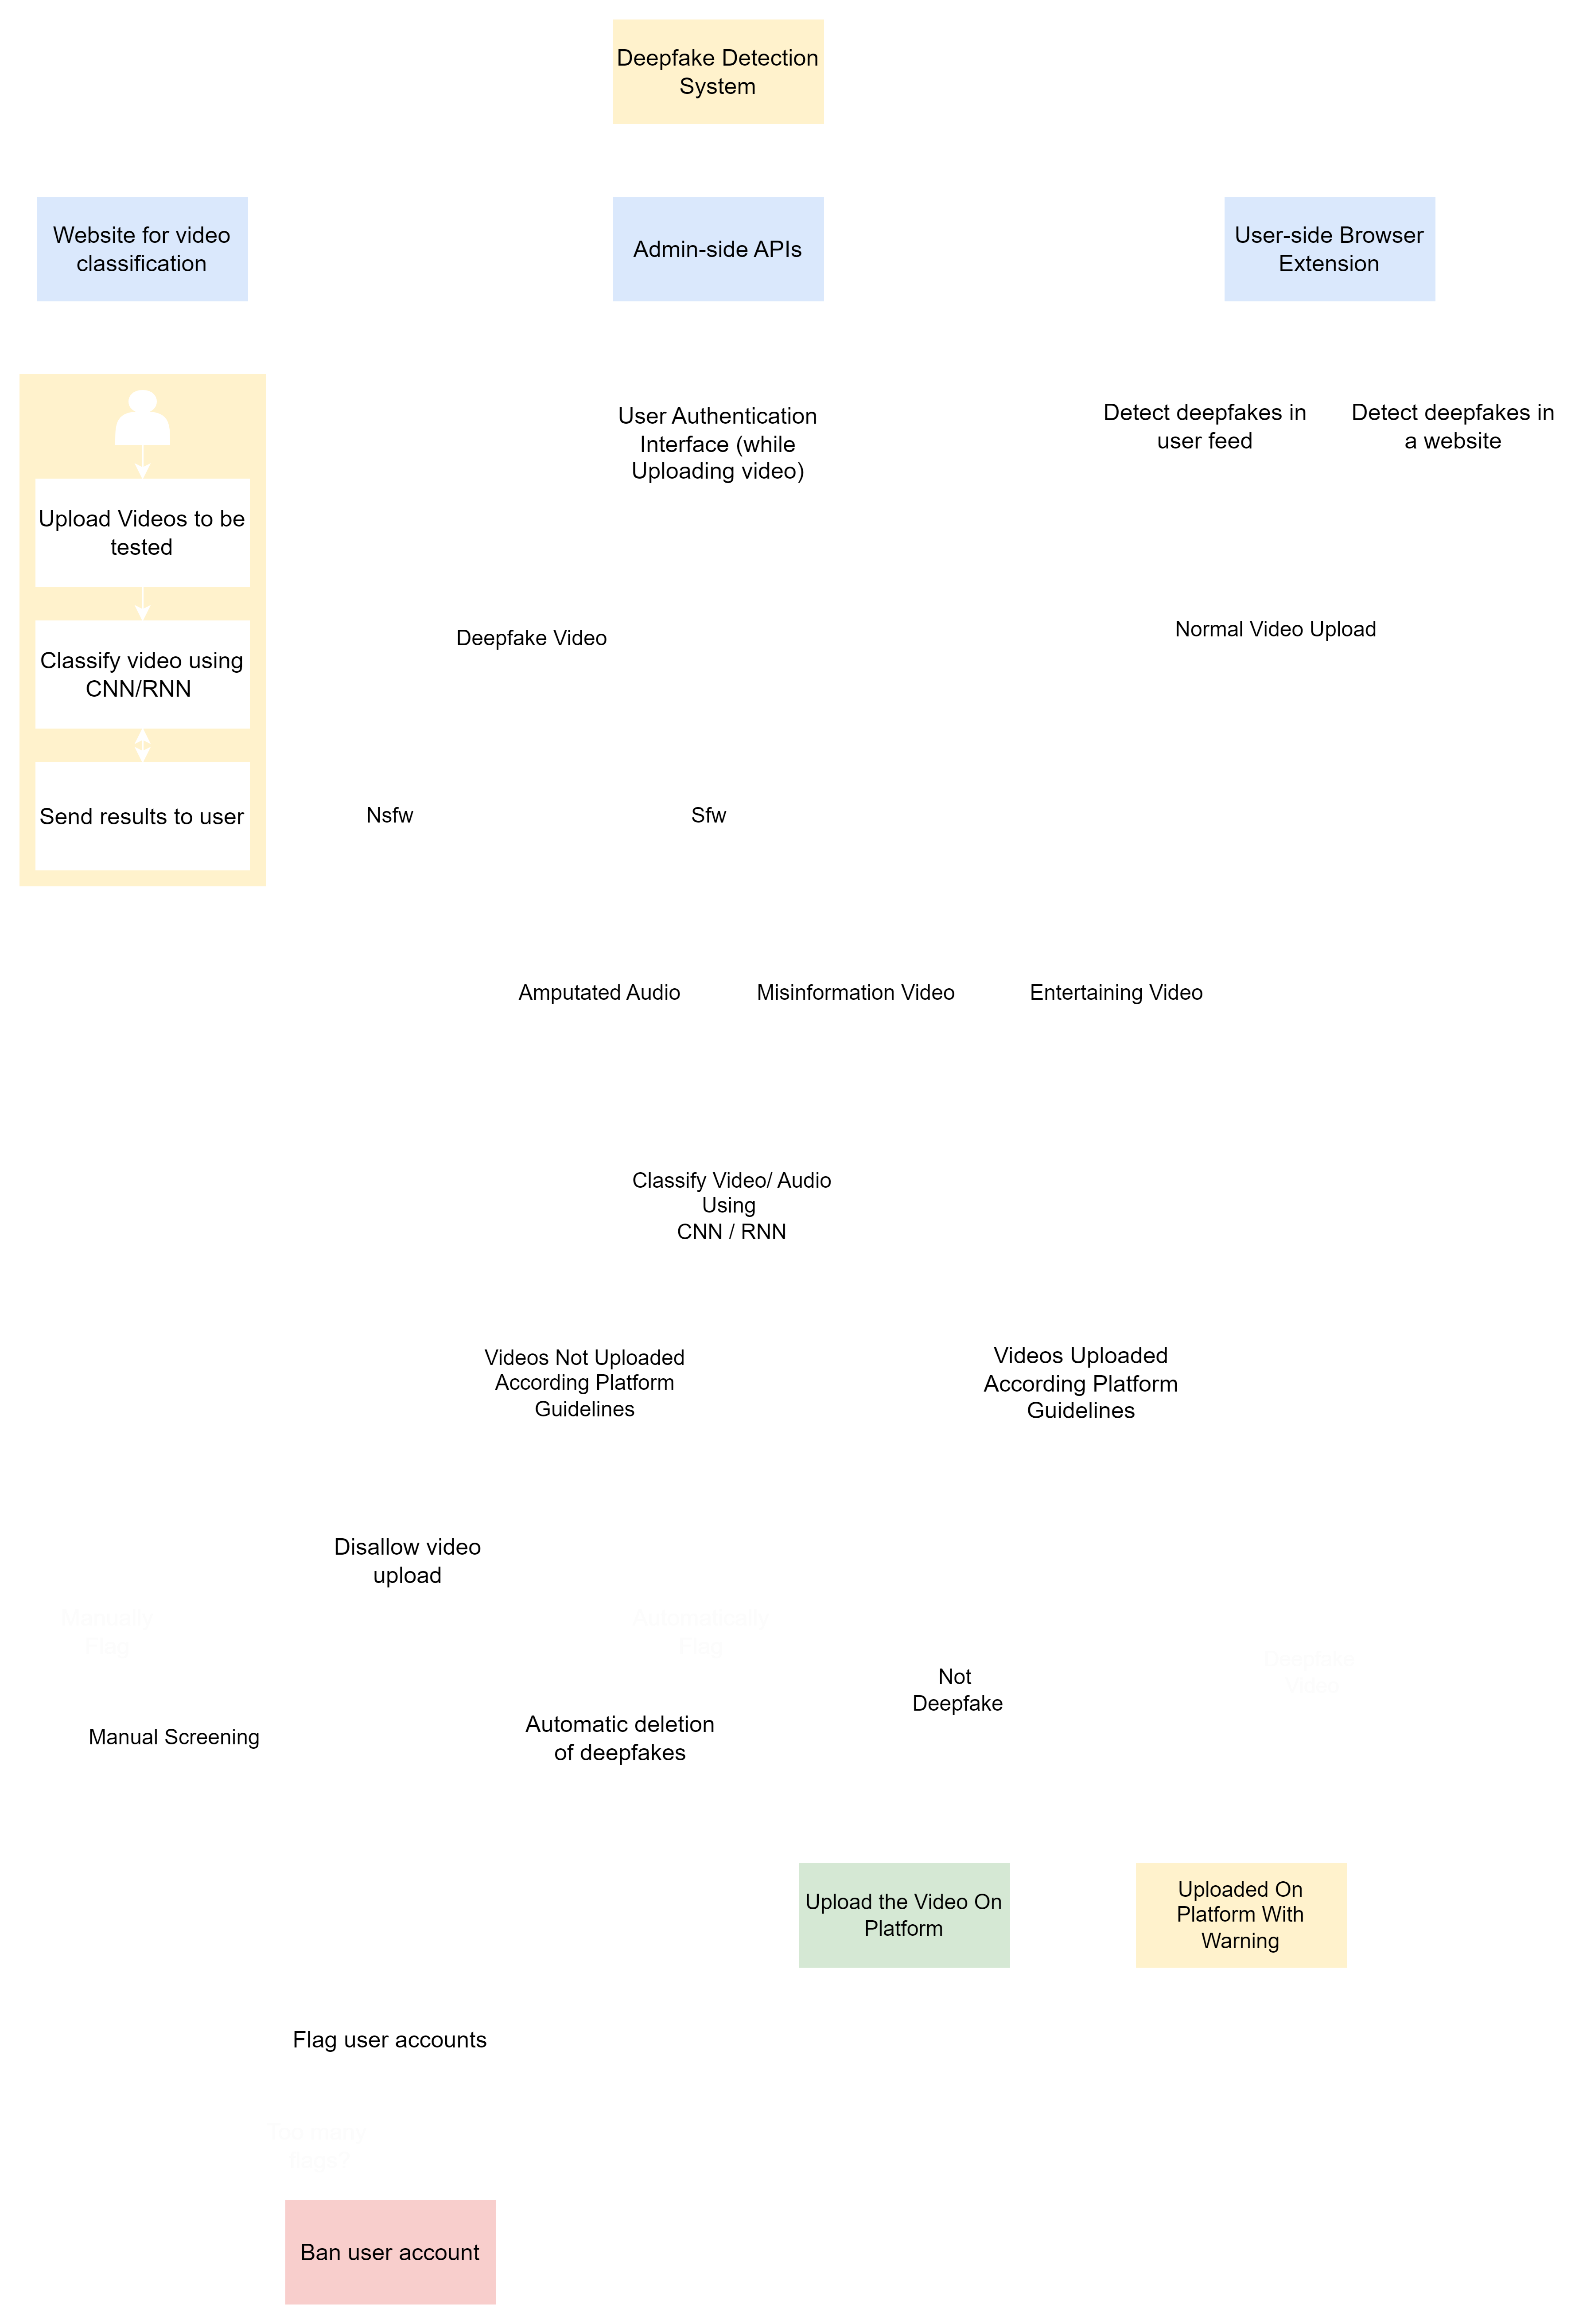 Deepfake Detection
System
Website for video
classification
Admin-side APIs
User-side Browser
Extension
User Authentication
Interface (while
Uploading video)
Detect deepfakes in
user feed
Detect deepfakes in
a website
Upload Videos to be
tested
Classify video using
CNN/RNN
Send results to user
Deepfake Video
Normal Video Upload
Nsfw
Sfw
Amputated Audio
Misinformation Video
Entertaining Video
Classify Video/ Audio
Using
CNN / RNN
Videos Not Uploaded
According Platform
Guidelines
Videos Uploaded
According Platform
Guidelines
Disallow video
upload
Manually
Flag
Automatically
Flag
Not
Deepfake
Deepfake
Video
Manual Screening
Automatic deletion
of deepfakes
Upload the Video On
Platform
Uploaded On
Platform With
Warning
Flag user accounts
Too many
flags?
Ban user account